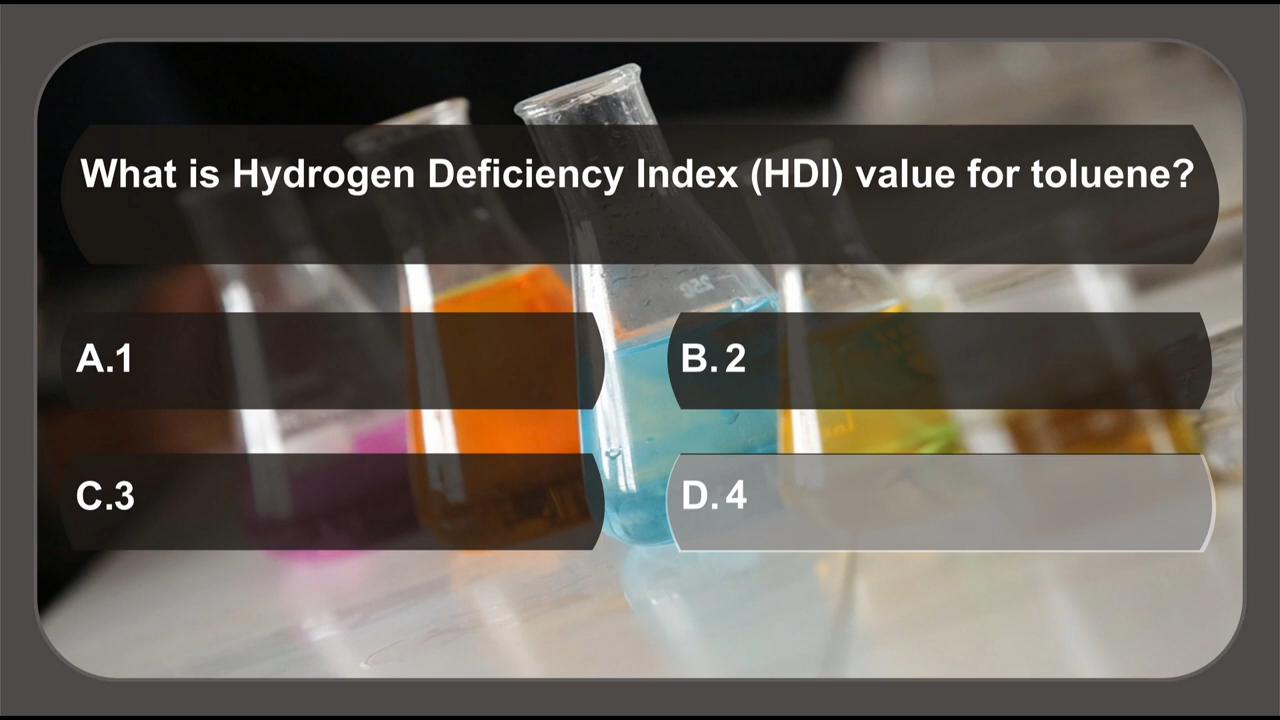 What is Hydrogen Deficiency Index (HDI) value for toluene?
A.1
B. 2
C.3
D. 4